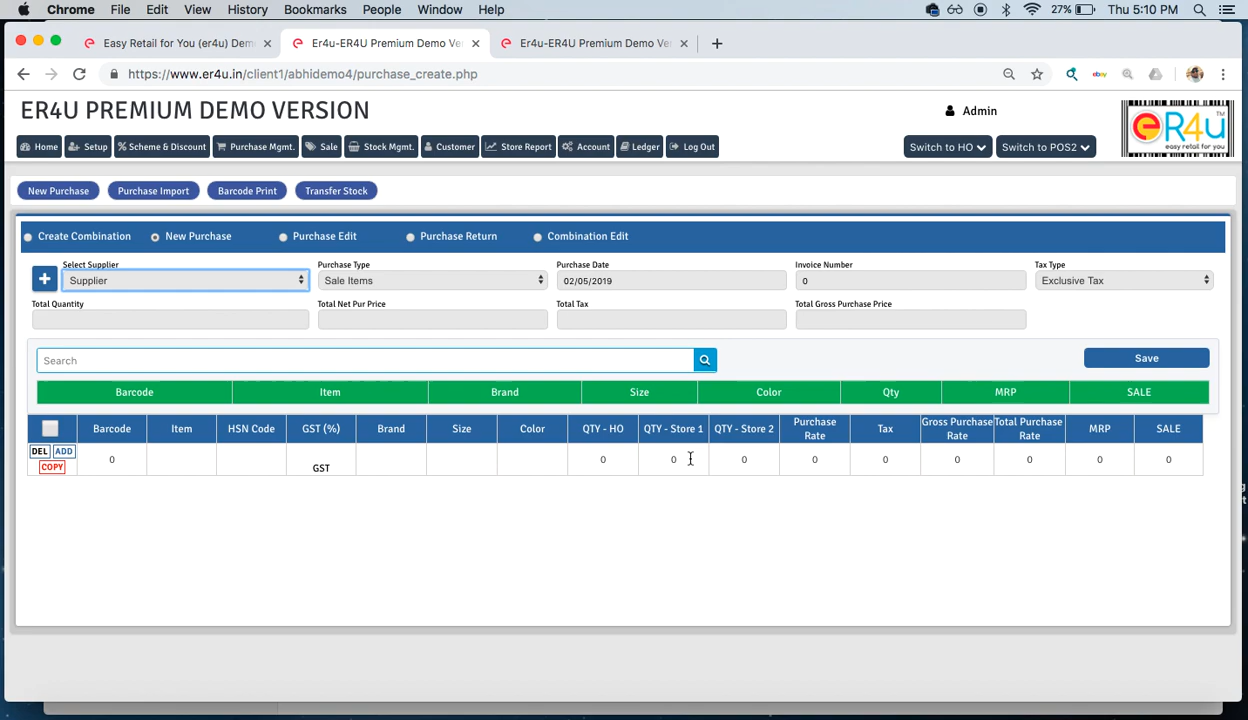 Chrome File Edit View History Bookmarks People Window Help 27% Thu 5:10 PM
Easy Retail for You (er4u) Dem Er4u-ER4U Premium Demo Ve Er4u-ER4U Premium Demo Ve
https://www.er4u.in/client1/abhidemo4/purchase_create.php
ER4U PREMIUM DEMO VERSION
Admin
eR4u
TM
easy retail for you
Home Setup Scheme & Discount Purchase Mgmt. Sale Stock Mgmt. Customer Store Report Account Ledger Log Out Switch to HO Switch to POS2
New Purchase Purchase Import Barcode Print Transfer Stock
Create Combination New Purchase Purchase Edit Purchase Return Combination Edit
Select Supplier Purchase Type Purchase Date Invoice Number Tax Type
Supplier Sale Items 02/05/2019 0 Exclusive Tax
Total Quantity Total Net Pur Price Total Tax Total Gross Purchase Price
Search Save
Barcode Item Brand Size Color Qty MRP SALE
Barcode Item HSN Code GST (%) Brand Size Color QTY - HO QTY - Store 1 QTY - Store 2 Purchase Rate Tax Gross Purchase Rate Total Purchase Rate MRP SALE
DEL ADD
COPY
0 GST 0 0 0 0 0 0 0 0 0